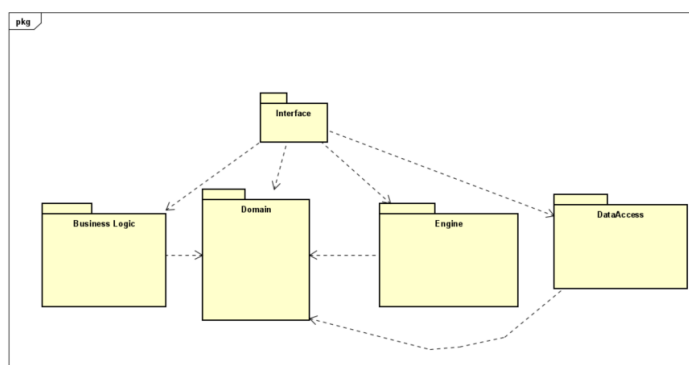 pkg
Interface
Business Logic
Domain
Engine
DataAccess